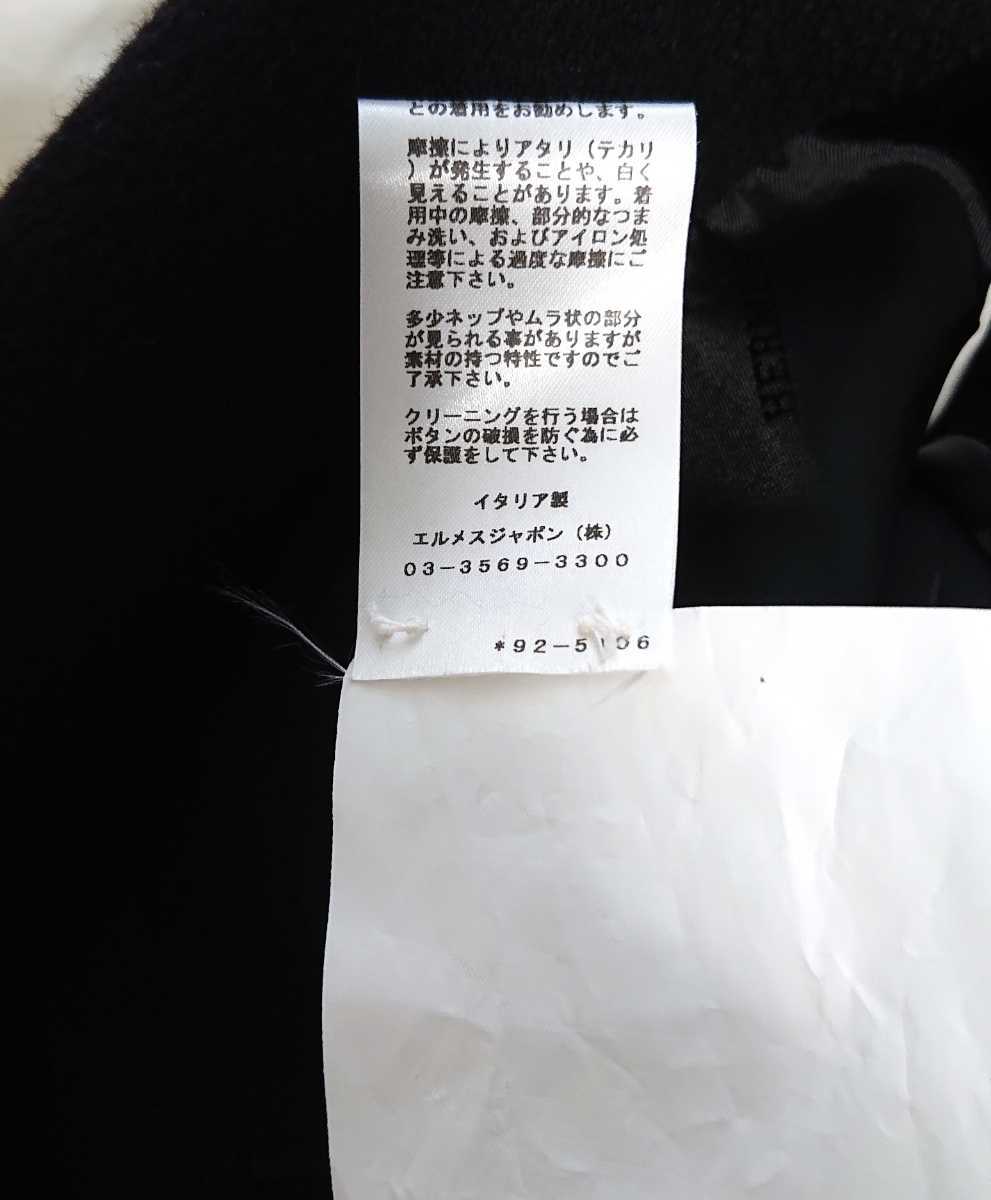 との着用をお勧めします。
摩擦によりアタリ（テカリ
）が発生することや、白く
見えることがあります。着
用中の摩擦、部分的なつま
み洗い、およびアイロン処
理等による過度な摩擦にご
注意下さい。
多少ネップやムラ状の部分
が見られる事がありますが
素材の持つ特性ですのでご
了承下さい。
クリーニングを行う場合は
ボタンの破損を防ぐ為に必
ず保護をして下さい。
イタリア製
エルメスジャポン（株）
03-3569-3300